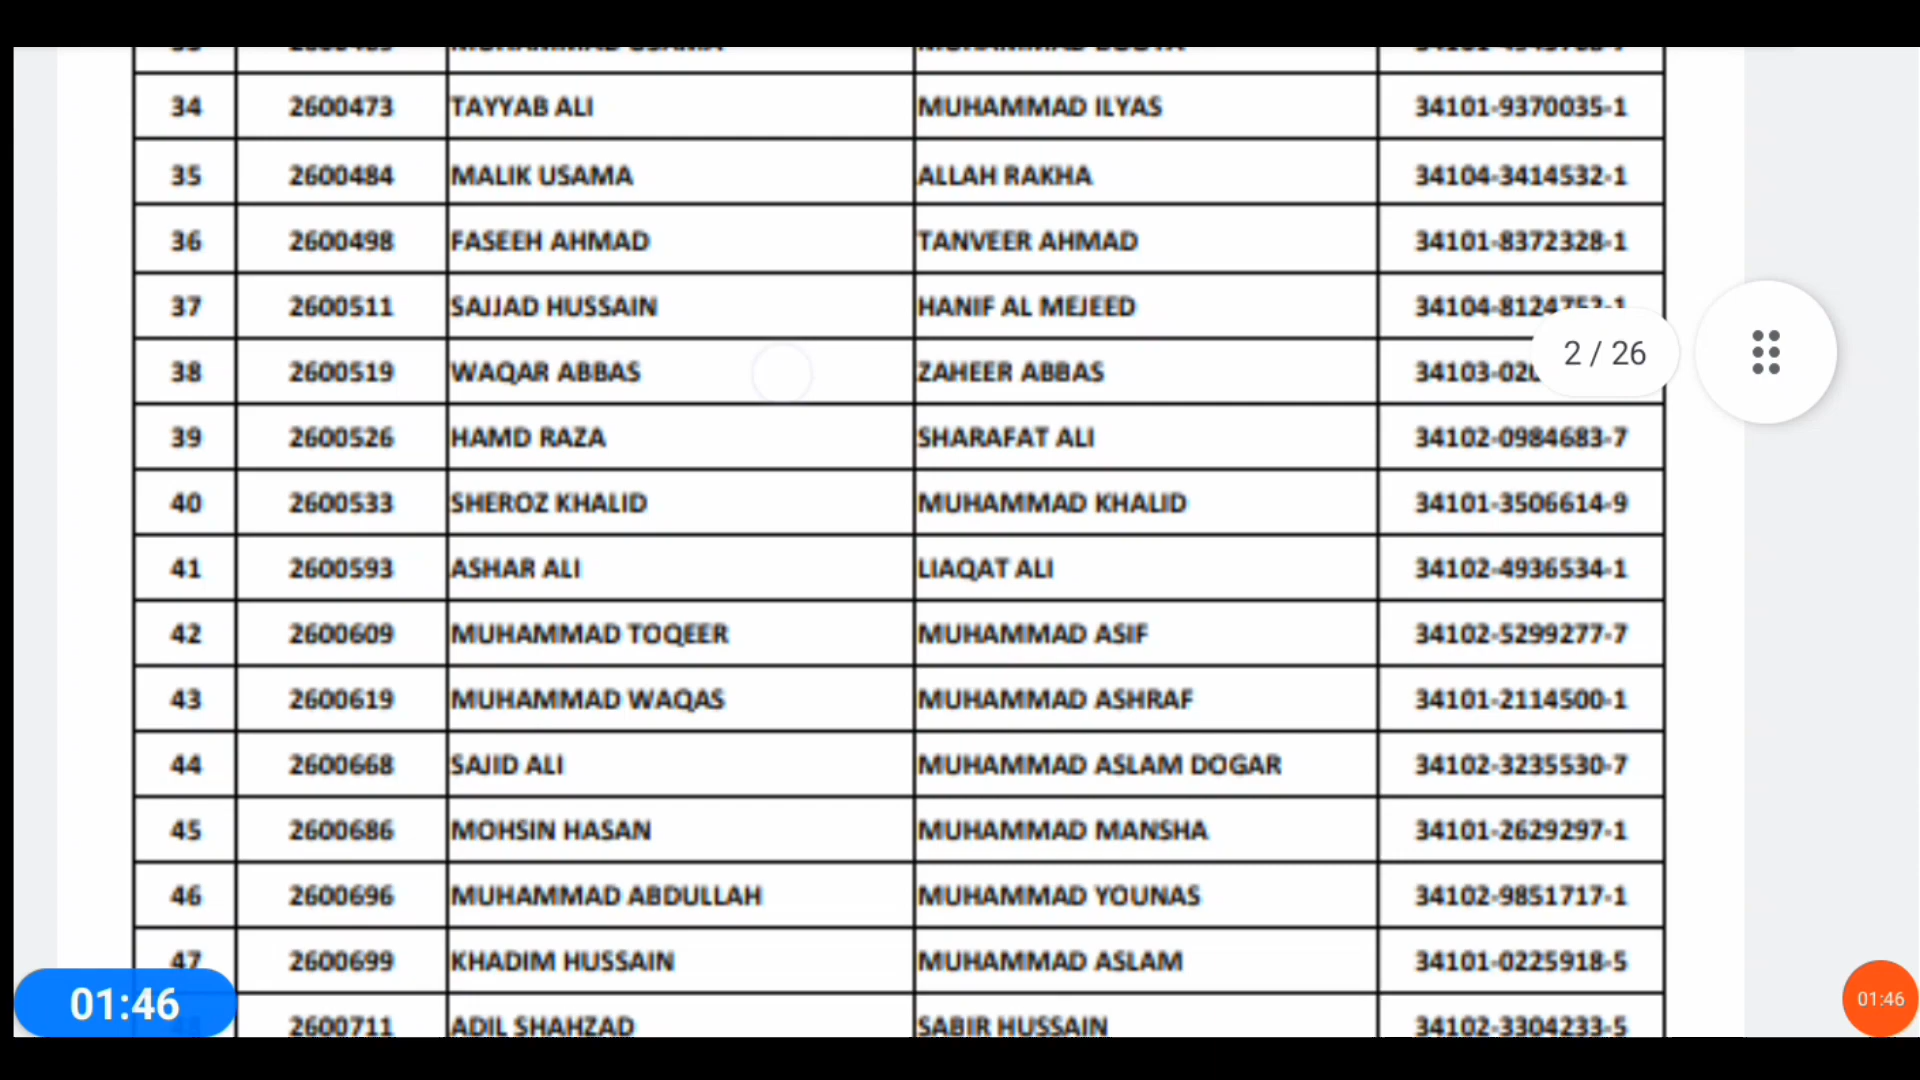 34 2600473 TAYYAB ALI MUHAMMAD ILYAS 34101-9370035-1
35 2600484 MALIK USAMA ALLAH RAKHA 34104-3414532-1
36 2600498 FASEEH AHMAD TANVEER AHMAD 34101-8372328-1
37 2600511 SAJJAD HUSSAIN HANIF AL MEJEED
2 / 26
38 2600519 WAQAR ABBAS ZAHEER ABBAS
39 2600526 HAMD RAZA SHARAFAT ALI 34102-0984683-7
40 2600533 SHEROZ KHALID MUHAMMAD KHALID 34101-3506614-9
41 2600593 ASHAR ALI LIAQAT ALI 34102-4936534-1
42 2600609 MUHAMMAD TOQEER MUHAMMAD ASIF 34102-5299277-7
43 2600619 MUHAMMAD WAQAS MUHAMMAD ASHRAF 34101-2114500-1
44 2600668 SAJID ALI MUHAMMAD ASLAM DOGAR 34102-3235530-7
45 2600686 MOHSIN HASAN MUHAMMAD MANSHA 34101-2629297-1
46 2600696 MUHAMMAD ABDULLAH MUHAMMAD YOUNAS 34102-9851717-1
47 2600699 KHADIM HUSSAIN MUHAMMAD ASLAM 34101-0225918-5
2600711 ADIL SHAHZAD SABIR HUSSAIN 34102-3304233-5
01:46
01:46